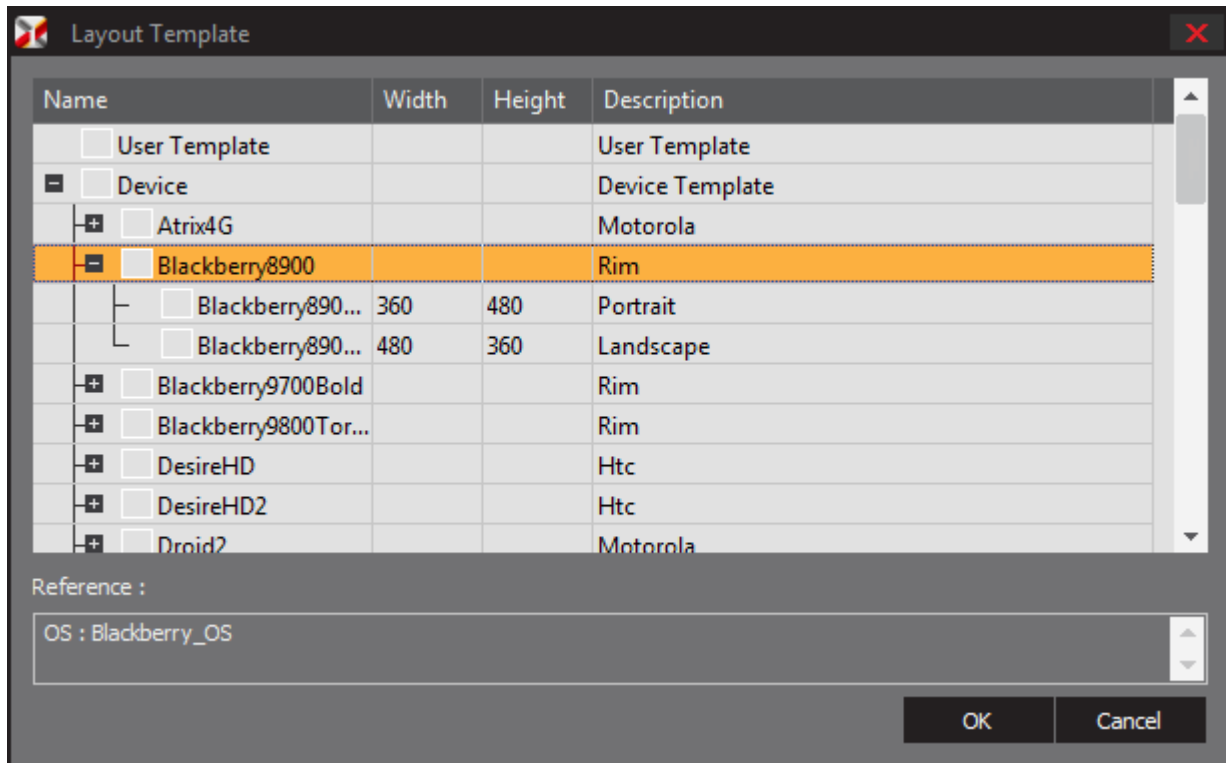 Layout Template
Name Width Height Description
User Template User Template
Device Device Template
Atrix4G Motorola
Blackberry8900 Rim
Blackberry890... 360 480 Portrait
Blackberry890... 480 360 Landscape
Blackberry9700Bold Rim
Blackberry9800Tor... Rim
DesireHD Htc
DesireHD2 Htc
Droid2 Motorola
Reference :
OS : Blackberry_OS
OK Cancel